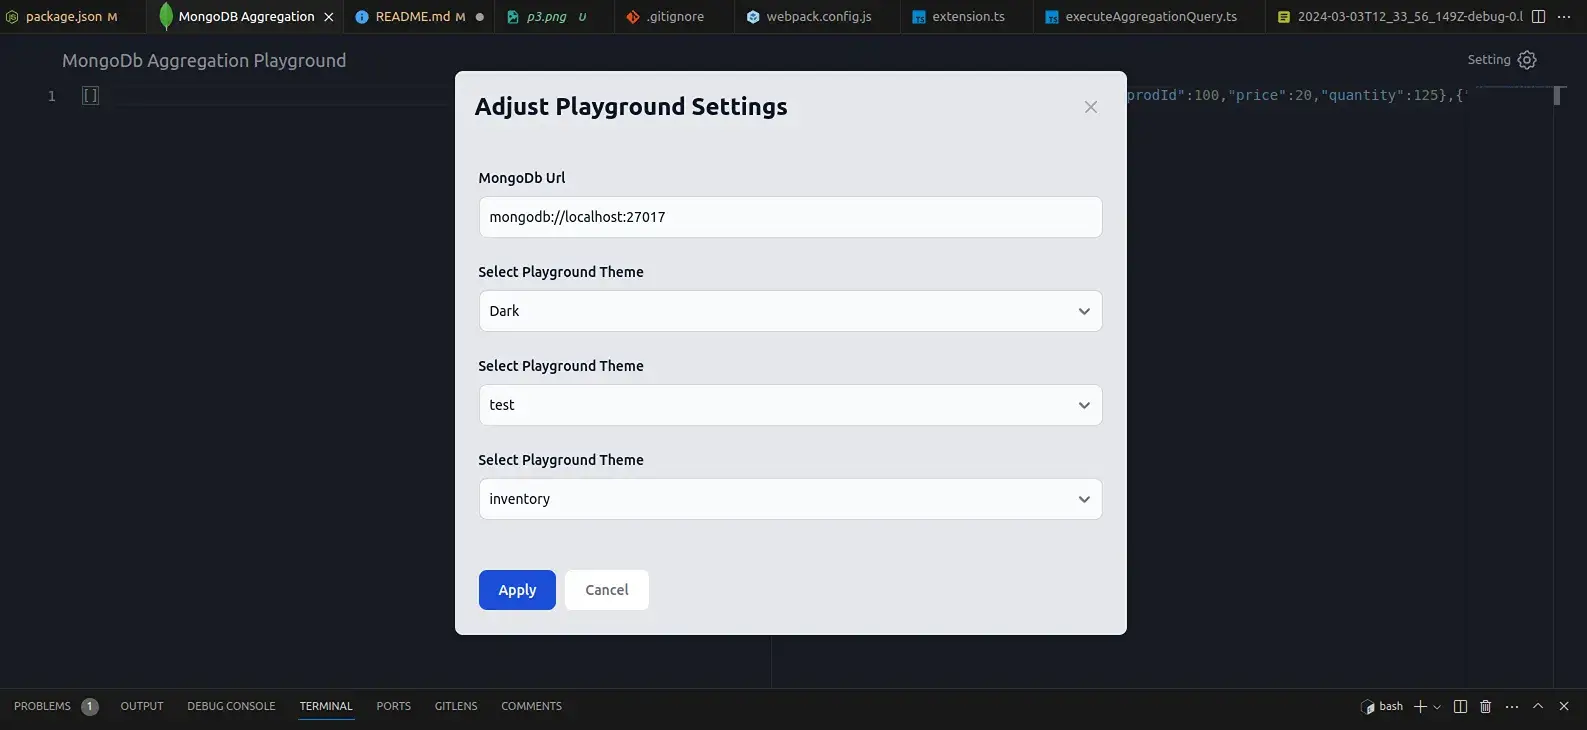 package.json M MongoDB Aggregation README.md M p3.png U .gitignore webpack.config.js extension.ts executeAggregationQuery.ts 2024-03-03T12_33_56_149Z-debug-0.l ...
MongoDb Aggregation Playground
Setting
1 []
prodId":100,"price":20,"quantity":125},{"
Adjust Playground Settings
MongoDb Url
mongodb://localhost:27017
Select Playground Theme
Dark
Select Playground Theme
test
Select Playground Theme
inventory
Apply Cancel
PROBLEMS 1 OUTPUT DEBUG CONSOLE TERMINAL PORTS GITLENS COMMENTS bash ...